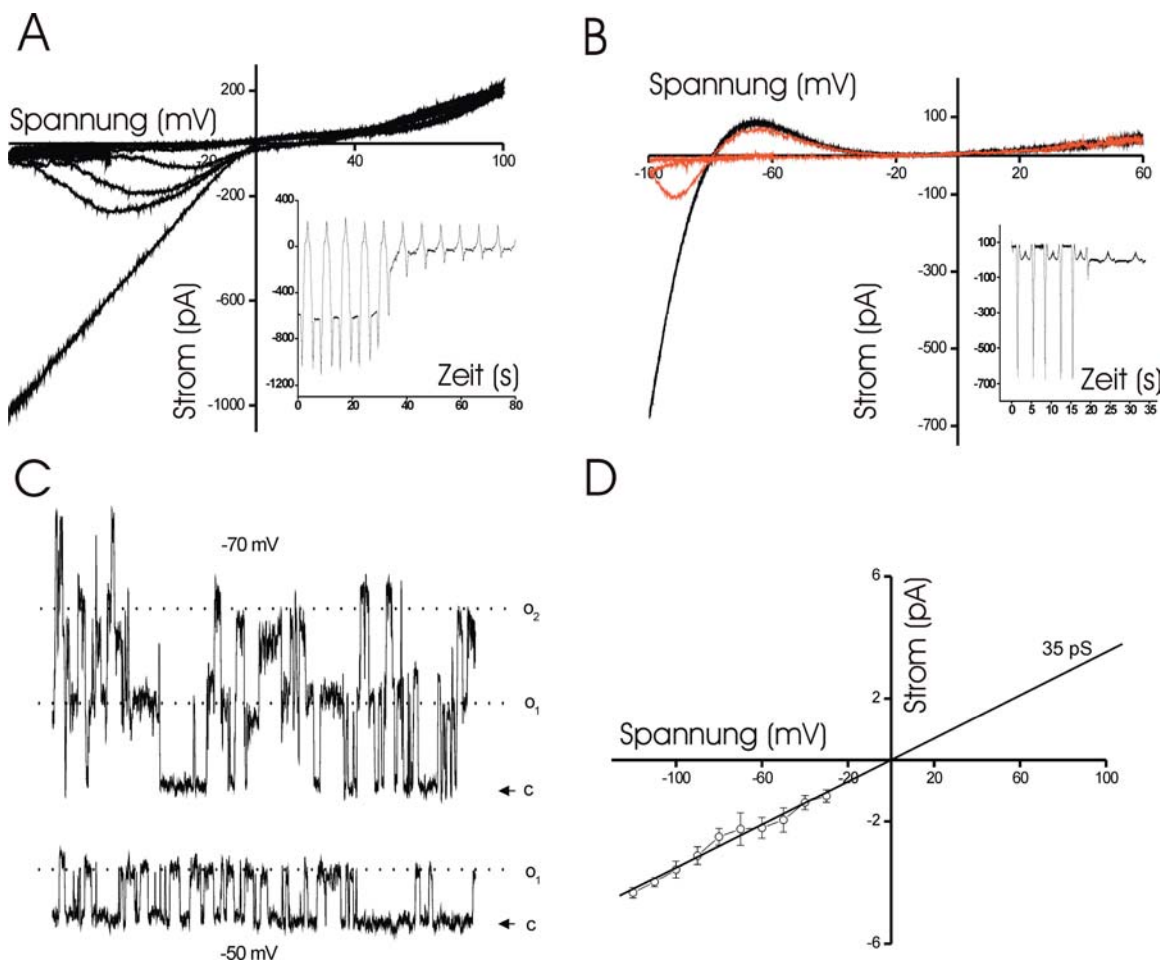 A
200
Spannung (mV)
-20
40
100
-200
-400
-600
-1000
Strom (pA)
400
0
-400
-800
-1200
0
20
40
60
80
Zeit (s)
B
Spannung (mV)
100
-100
-60
-20
20
60
-100
-300
-500
-700
Strom (pA)
100
-100
-300
-500
-700
0
5
10
15
20
25
30
35
Zeit (s)
C
-70 mV
o2
o1
c
o1
c
-50 mV
D
6
Strom (pA)
35 pS
2
Spannung (mV)
-100
-60
-20
20
60
100
-2
-6